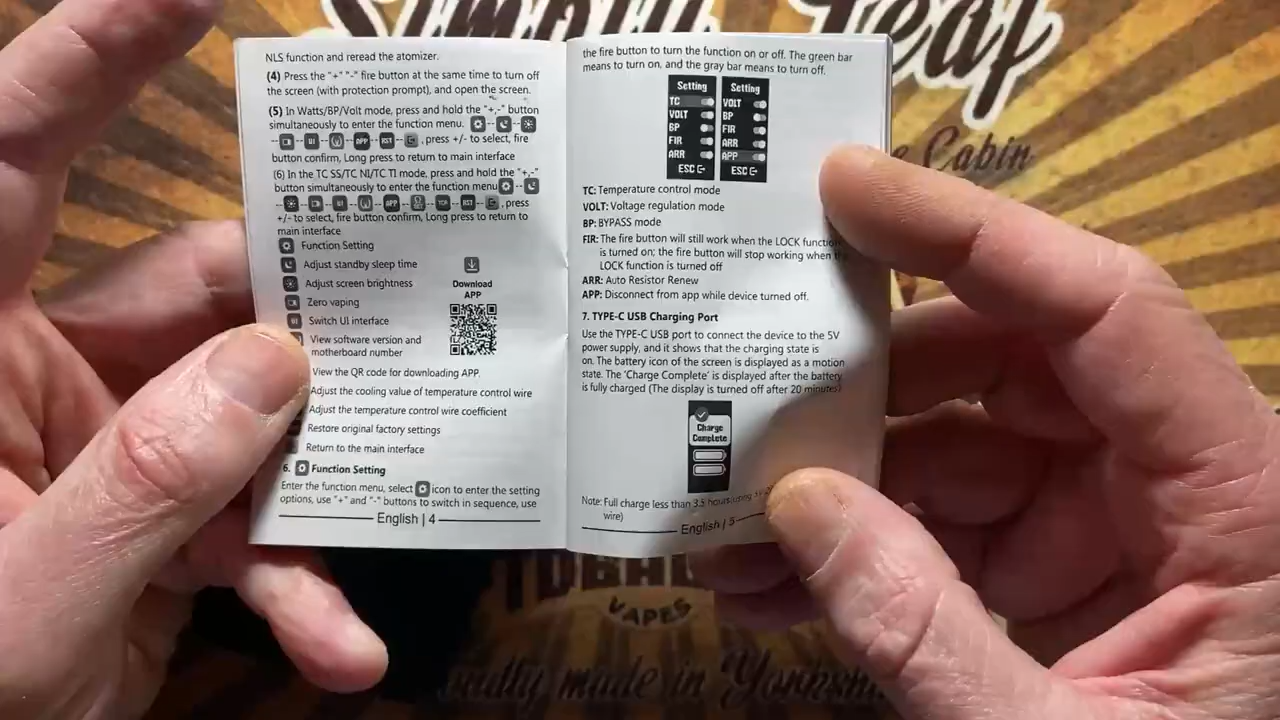 Simply Leaf
Cabin
NLS function and reread the atomizer.
(4) Press the "+" "-" fire button at the same time to turn off
the screen (with protection prompt), and open the screen.
(5) In Watts/BP/Volt mode, press and hold the "+,-" button
simultaneously to enter the function menu.
UI APP RST , press +/- to select, fire
button confirm, Long press to return to main interface
(6) In the TC SS/TC NI/TC T1 mode, press and hold the "+,-"
button simultaneously to enter the function menu
UI APP TCR RST , press
+/- to select, fire button confirm, Long press to return to
main interface
Function Setting
Adjust standby sleep time
Adjust screen brightness
Zero vaping
UI Switch UI interface
View software version and
motherboard number
View the QR code for downloading APP.
Adjust the cooling value of temperature control wire
Adjust the temperature control wire coefficient
Restore original factory settings
Return to the main interface
Download
APP
6. Function Setting
Enter the function menu, select icon to enter the setting
options, use "+" and "-" buttons to switch in sequence, use
English | 4
the fire button to turn the function on or off. The green bar
means to turn on, and the gray bar means to turn off.
Setting
TC
VOLT
BP
FIR
ARR
ESC
Setting
VOLT
BP
FIR
ARR
APP
ESC
TC: Temperature control mode
VOLT: Voltage regulation mode
BP: BYPASS mode
FIR: The fire button will still work when the LOCK function
is turned on; the fire button will stop working when
LOCK function is turned off
ARR: Auto Resistor Renew
APP: Disconnect from app while device turned off.
7. TYPE-C USB Charging Port
Use the TYPE-C USB port to connect the device to the 5V
power supply, and it shows that the charging state is
on. The battery icon of the screen is displayed as a motion
state. The 'Charge Complete' is displayed after the battery
is fully charged (The display is turned off after 20 minutes)
Charge
Complete
Note: Full charge less than 3.5 hours (using 5V
wire)
English | 5
VAPES
made in